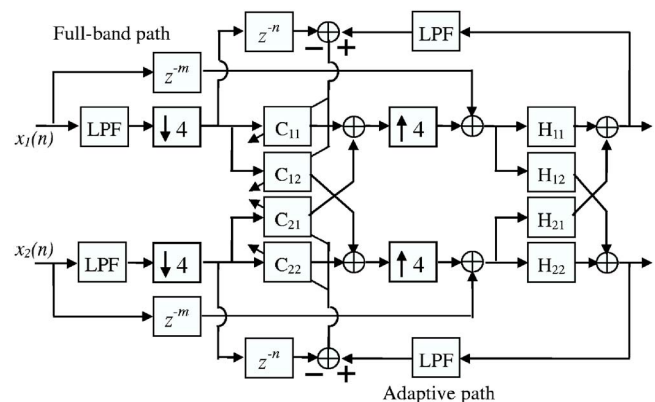 Full-band path
z⁻ⁿ
− +
LPF
z⁻ᵐ
x₁(n)
LPF
↓ 4
C₁₁
↑ 4
H₁₁
C₁₂
H₁₂
C₂₁
H₂₁
x₂(n)
LPF
↓ 4
C₂₂
↑ 4
H₂₂
z⁻ᵐ
z⁻ⁿ
− +
LPF
Adaptive path